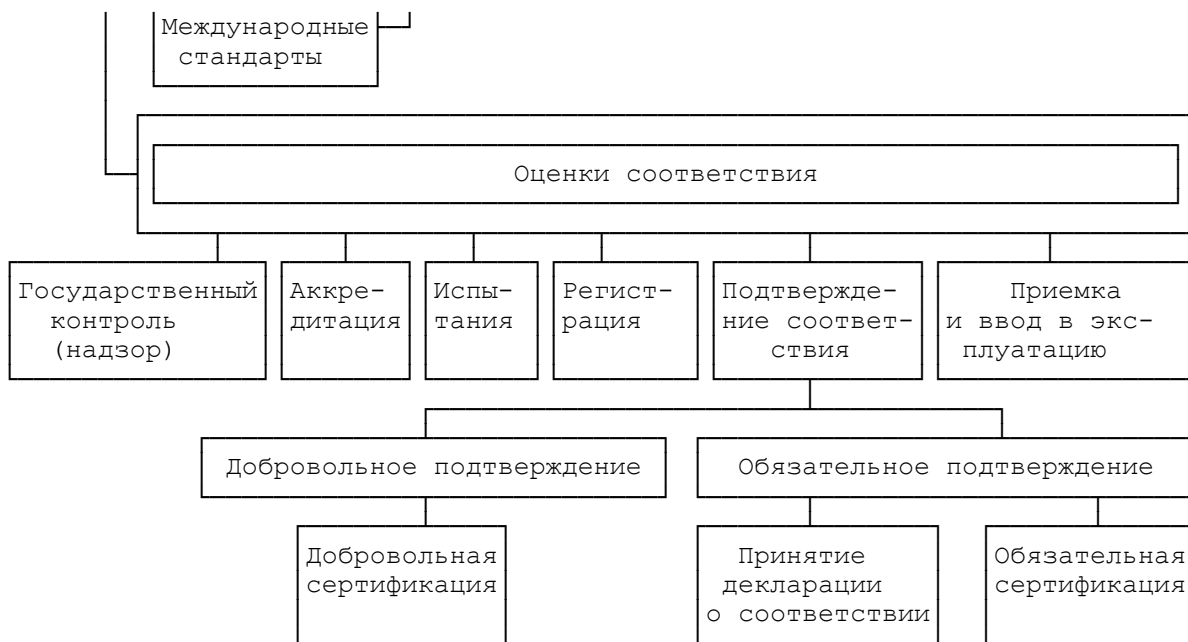 Международные
стандарты
Оценки соответствия
Государственный
контроль
(надзор)
Аккре-
дитация
Испы-
тания
Регист-
рация
Подтвержде-
ние соответ-
ствия
Приемка
и ввод в экс-
плуатацию
Добровольное подтверждение
Обязательное подтверждение
Добровольная
сертификация
Принятие
декларации
о соответствии
Обязательная
сертификация